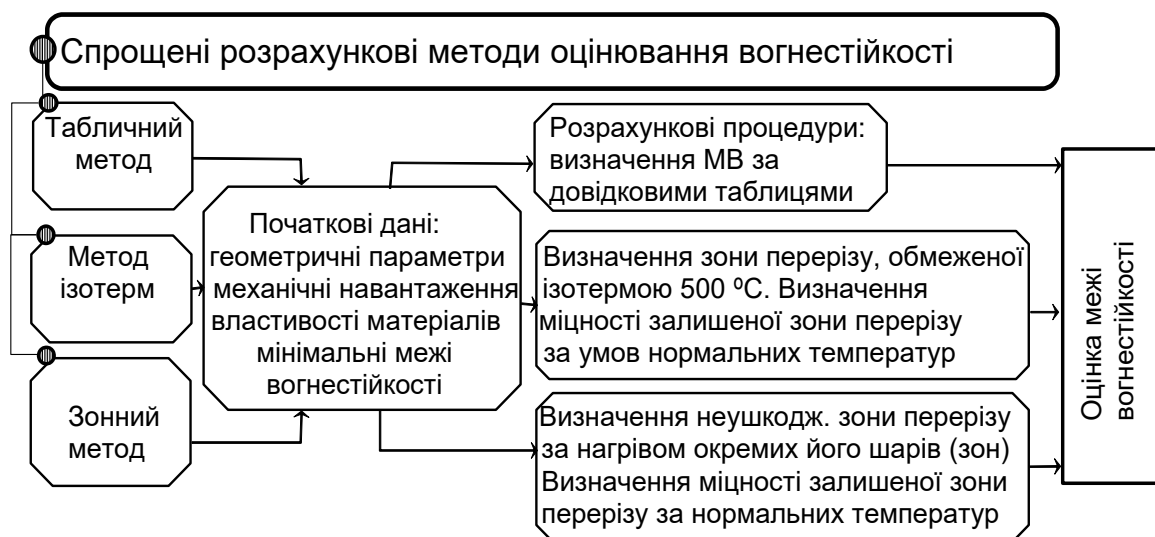 Спрощені розрахункові методи оцінювання вогнестійкості
Табличний
метод
Метод
ізотерм
Зонний
метод
Початкові дані:
геометричні параметри
механічні навантаження
властивості матеріалів
мінімальні межі
вогнестійкості
Розрахункові процедури:
визначення МВ за
довідковими таблицями
Визначення зони перерізу, обмеженої
ізотермою 500 ⁰С. Визначення
міцності залишеної зони перерізу
за умов нормальних температур
Визначення неушкодж. зони перерізу
за нагрівом окремих його шарів (зон)
Визначення міцності залишеної зони
перерізу за нормальних температур
Оцінка межі
вогнестійкості